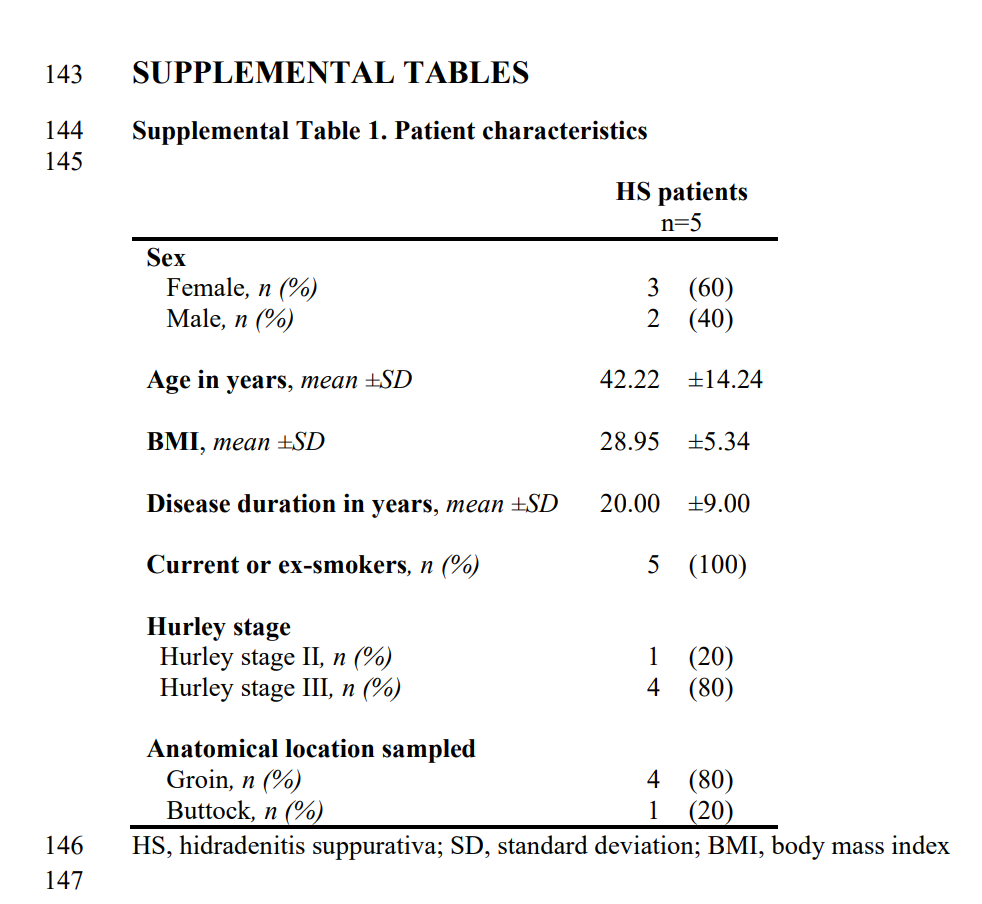 143 SUPPLEMENTAL TABLES
144 Supplemental Table 1. Patient characteristics
145
HS patients
n=5
Sex
Female, n (%) 3 (60)
Male, n (%) 2 (40)
Age in years, mean ±SD 42.22 ±14.24
BMI, mean ±SD 28.95 ±5.34
Disease duration in years, mean ±SD 20.00 ±9.00
Current or ex-smokers, n (%) 5 (100)
Hurley stage
Hurley stage II, n (%) 1 (20)
Hurley stage III, n (%) 4 (80)
Anatomical location sampled
Groin, n (%) 4 (80)
Buttock, n (%) 1 (20)
146 HS, hidradenitis suppurativa; SD, standard deviation; BMI, body mass index
147